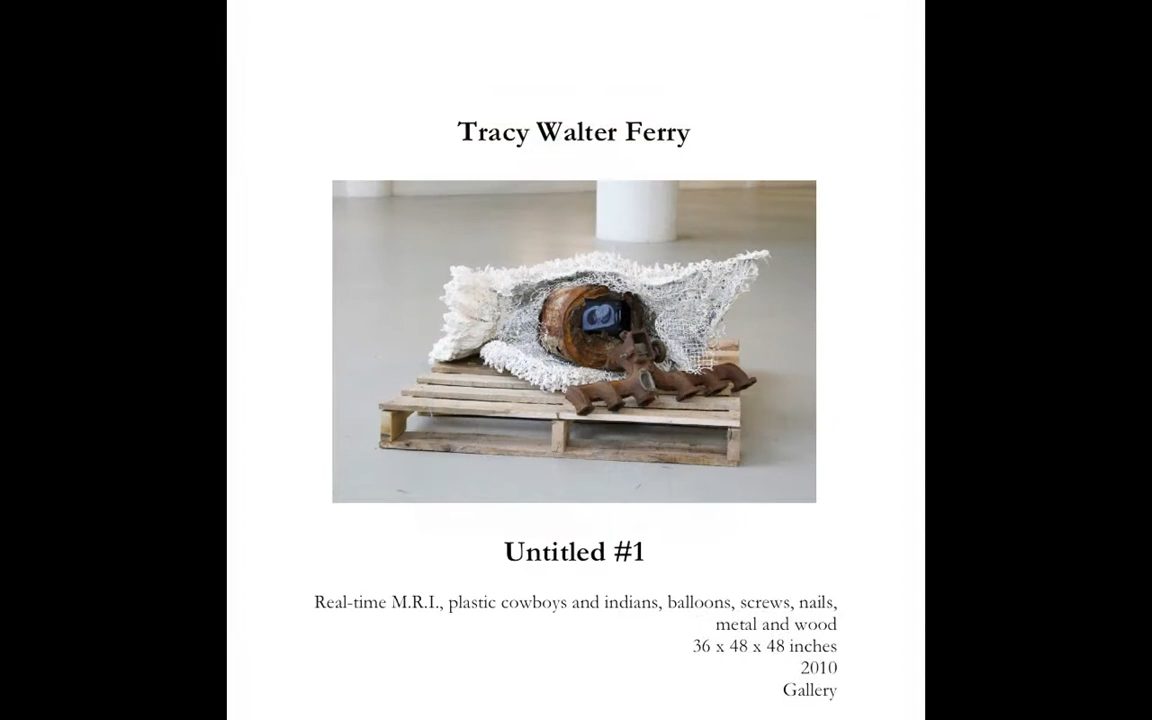 Tracy Walter Ferry
Untitled #1
Real-time M.R.I., plastic cowboys and indians, balloons, screws, nails,
metal and wood
36 x 48 x 48 inches
2010
Gallery